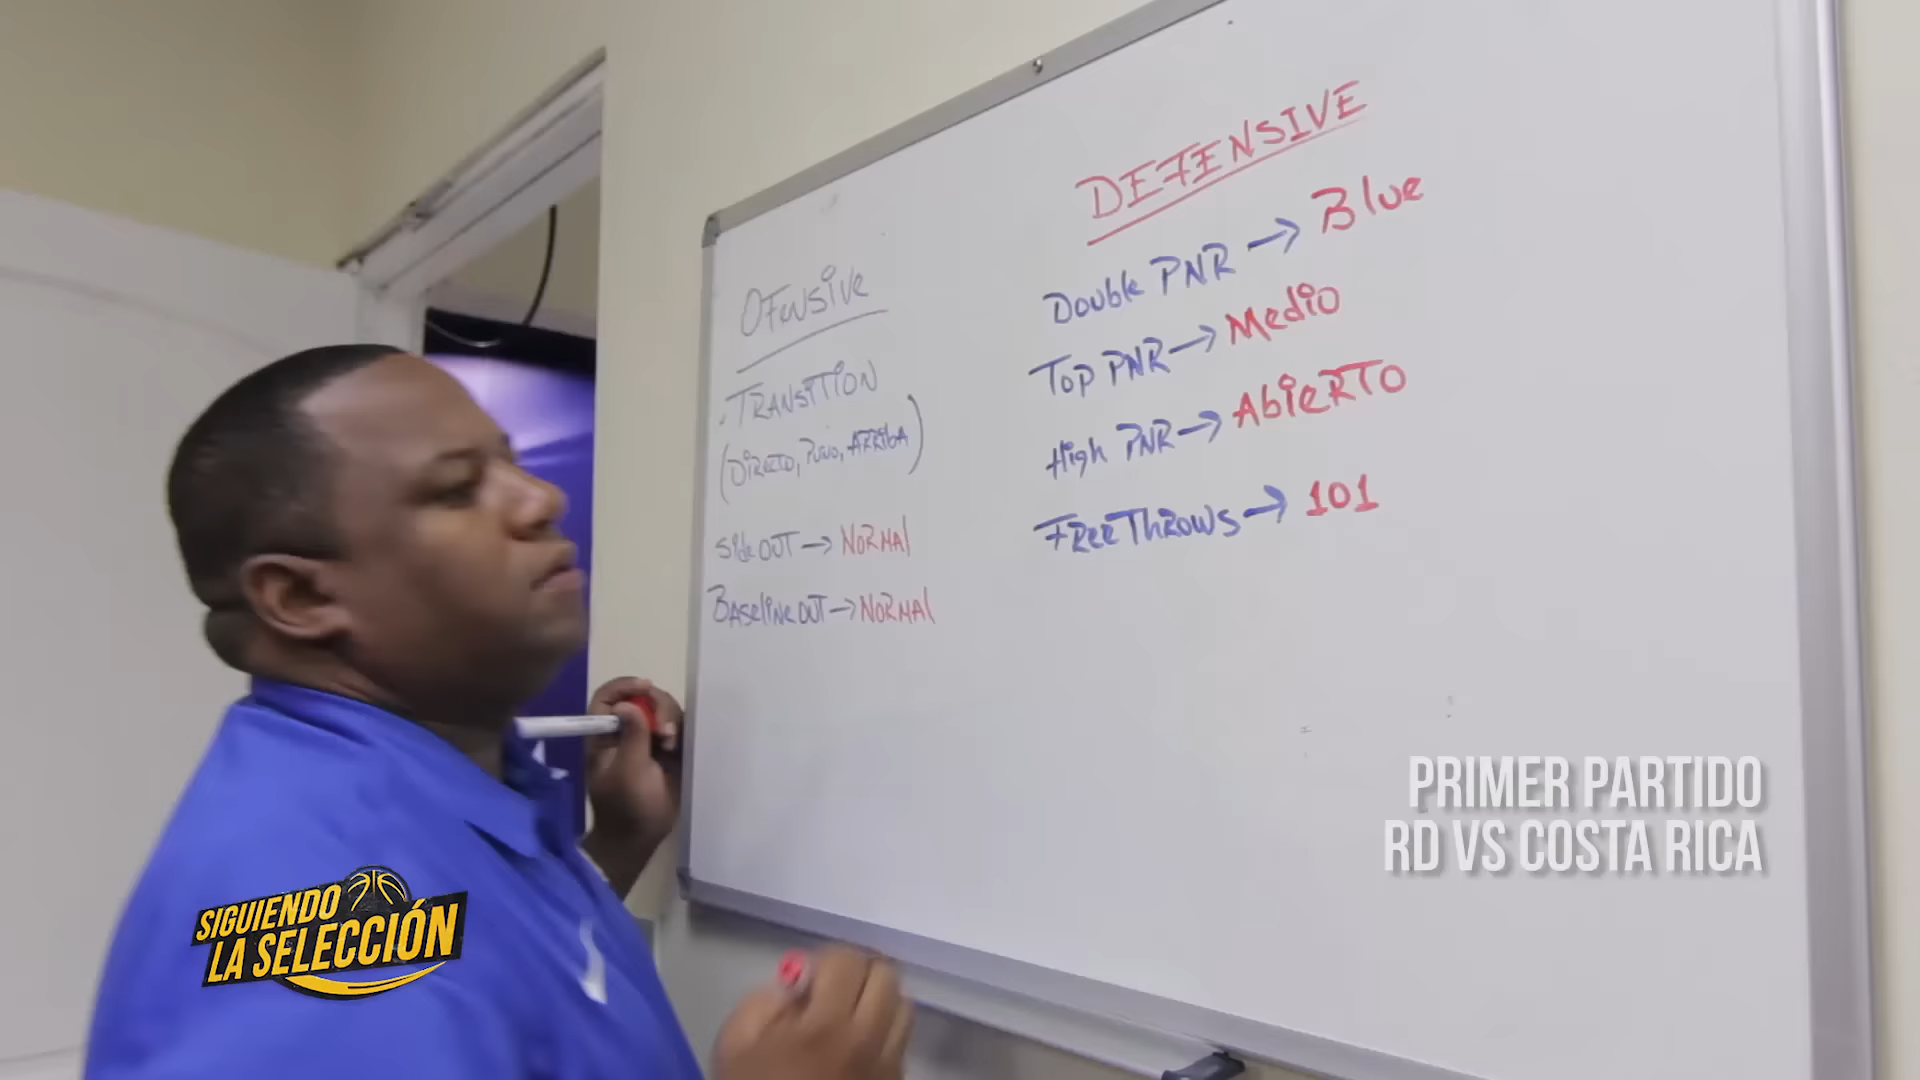 OFENSIVE
. TRANSITION
(DIRECTO, PUÑO, ARRIBA)
Side OUT → NORMAL
BASELINE OUT → NORMAL
DEFENSIVE
Double PNR → Blue
TOP PNR → Medio
High PNR → AbieRTO
FREE THROWS → 101
PRIMER PARTIDO
RD VS COSTA RICA
SIGUIENDO
LA SELECCIÓN